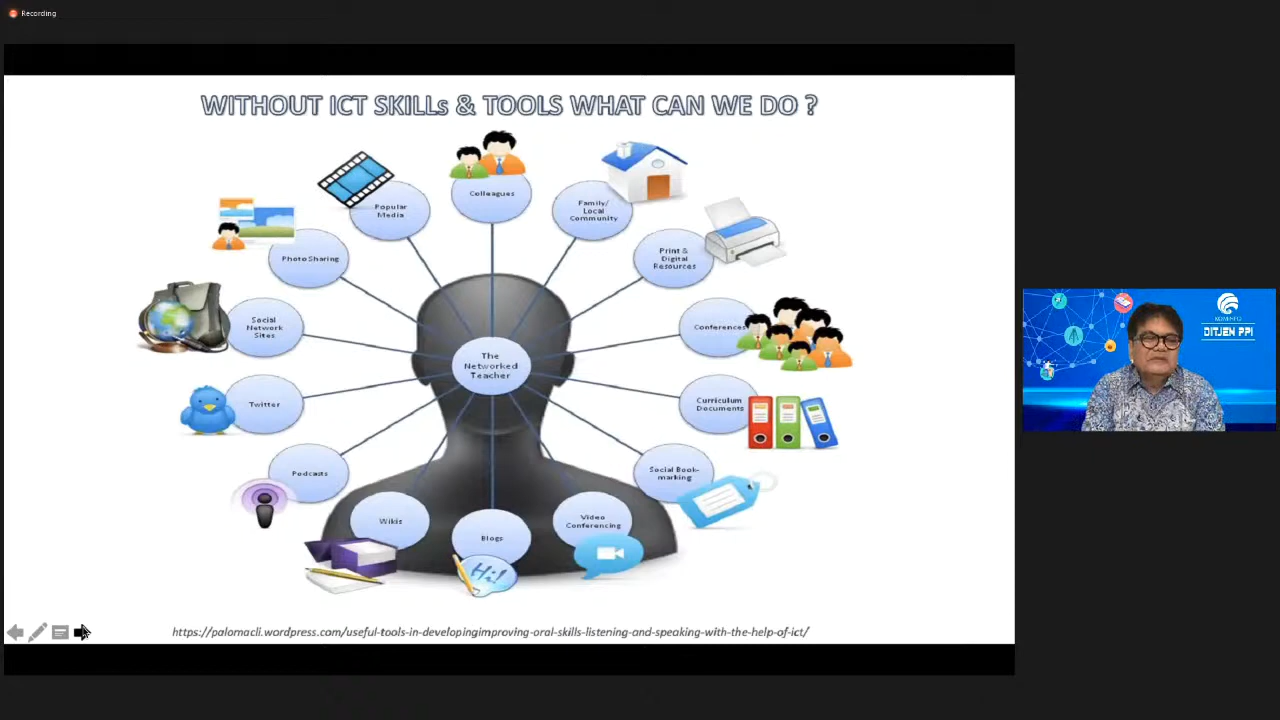 Recording
WITHOUT ICT SKILLs & TOOLS WHAT CAN WE DO ?
Colleagues
Popular
Media
Family/
Local
Community
Photo Sharing
Print &
Digital
Resources
Social
Network
Sites
Conferences
The
Networked
Teacher
Twitter
Curriculum
Documents
Podcasts
Social Book-
marking
Wikis
Blogs
Video
Conferencing
Hi!
https://palomacli.wordpress.com/useful-tools-in-developingimproving-oral-skills-listening-and-speaking-with-the-help-of-ict/
KOMINFO
DITJEN PPI